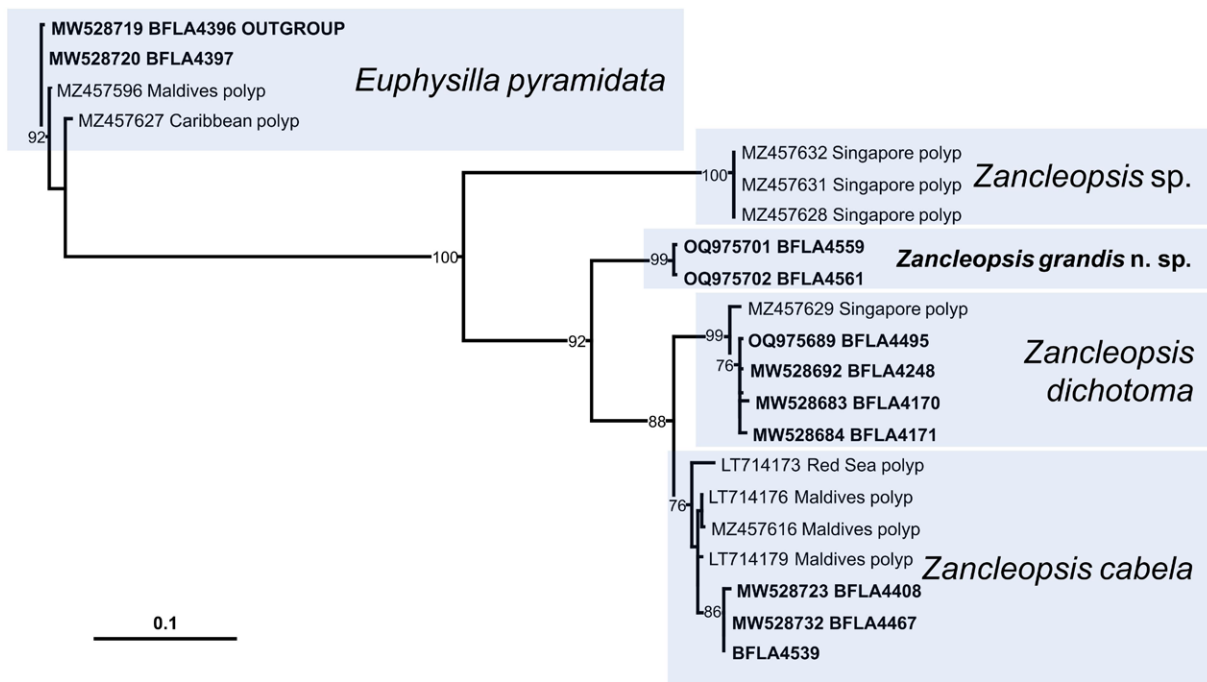 MW528719 BFLA4396 OUTGROUP
MW528720 BFLA4397
MZ457596 Maldives polyp
MZ457627 Caribbean polyp
92
Euphysilla pyramidata
MZ457632 Singapore polyp
MZ457631 Singapore polyp
MZ457628 Singapore polyp
100
Zancleopsis sp.
100
OQ975701 BFLA4559
OQ975702 BFLA4561
99
Zancleopsis grandis n. sp.
92
MZ457629 Singapore polyp
OQ975689 BFLA4495
MW528692 BFLA4248
MW528683 BFLA4170
MW528684 BFLA4171
99
76
Zancleopsis
dichotoma
88
LT714173 Red Sea polyp
LT714176 Maldives polyp
MZ457616 Maldives polyp
LT714179 Maldives polyp
MW528723 BFLA4408
MW528732 BFLA4467
BFLA4539
76
86
Zancleopsis cabela
0.1